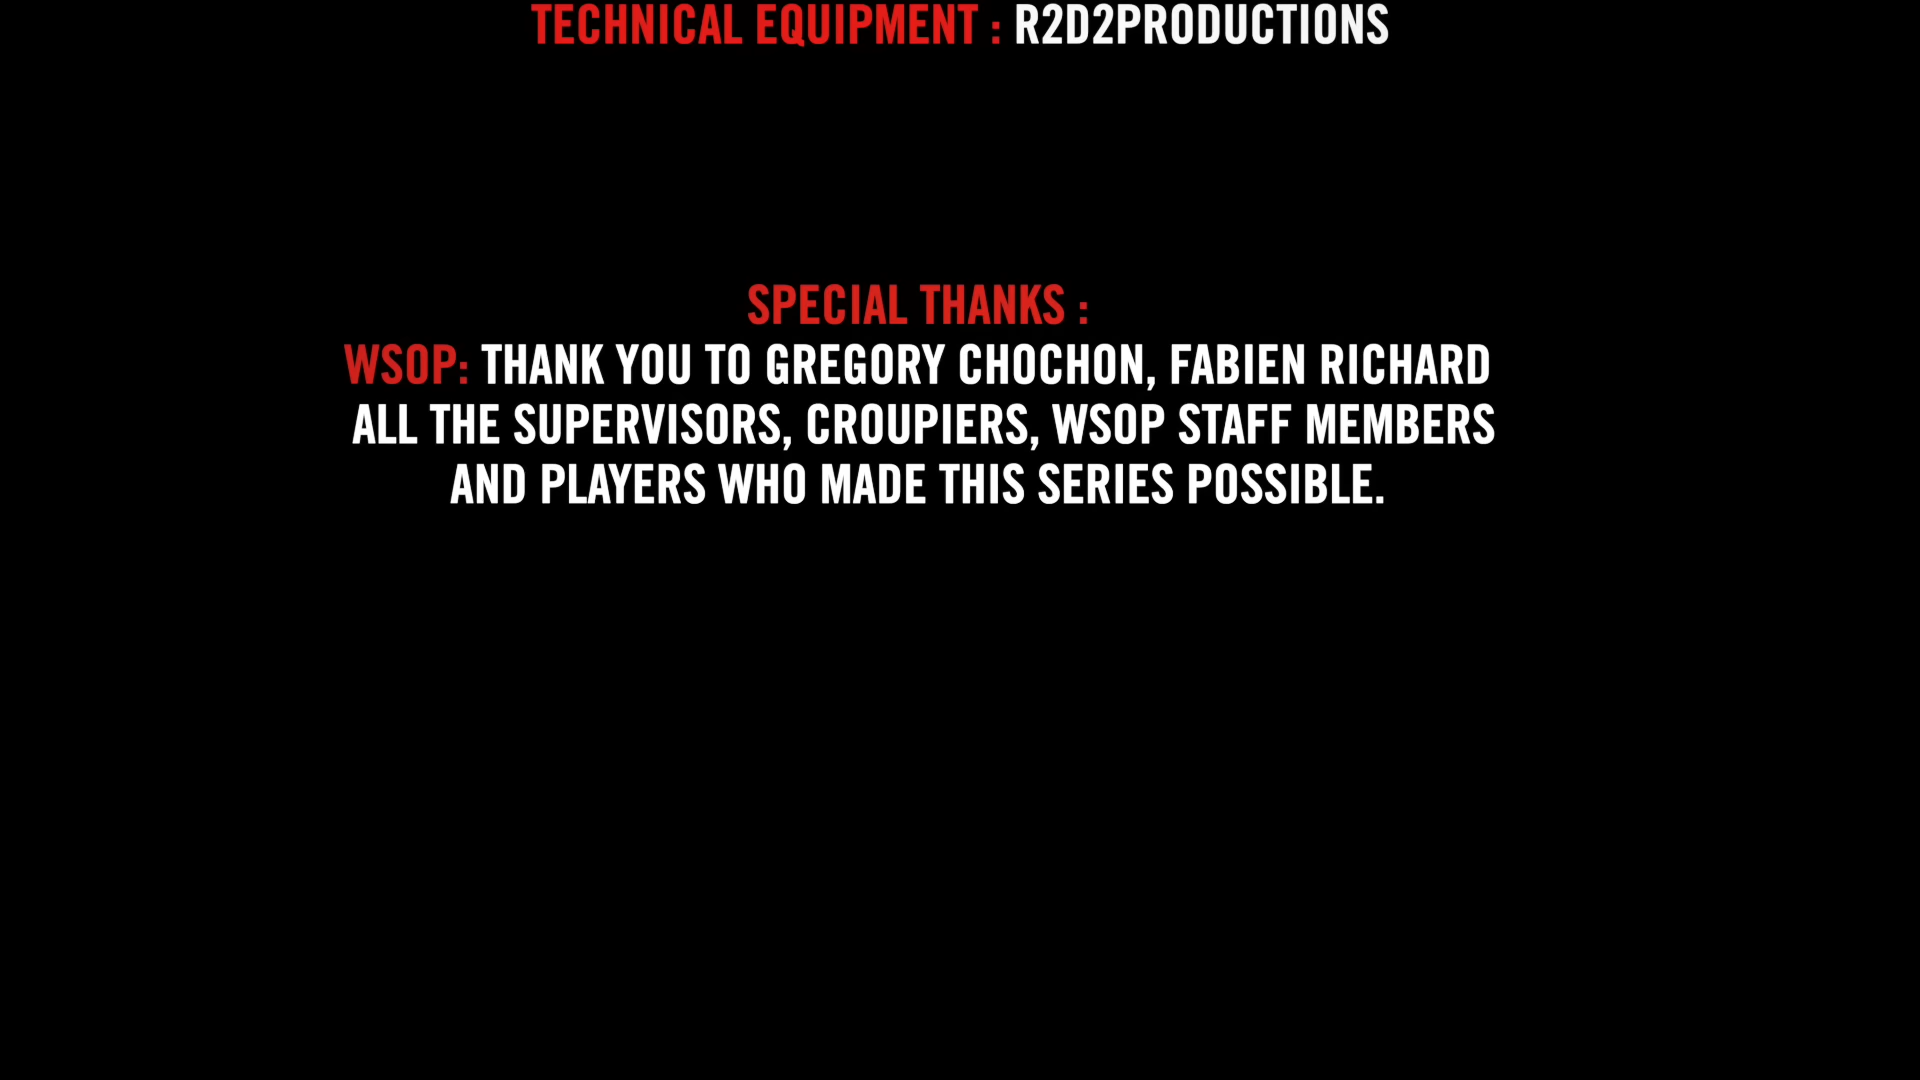 TECHNICAL EQUIPMENT : R2D2PRODUCTIONS
SPECIAL THANKS :
WSOP: THANK YOU TO GREGORY CHOCHON, FABIEN RICHARD
ALL THE SUPERVISORS, CROUPIERS, WSOP STAFF MEMBERS
AND PLAYERS WHO MADE THIS SERIES POSSIBLE.